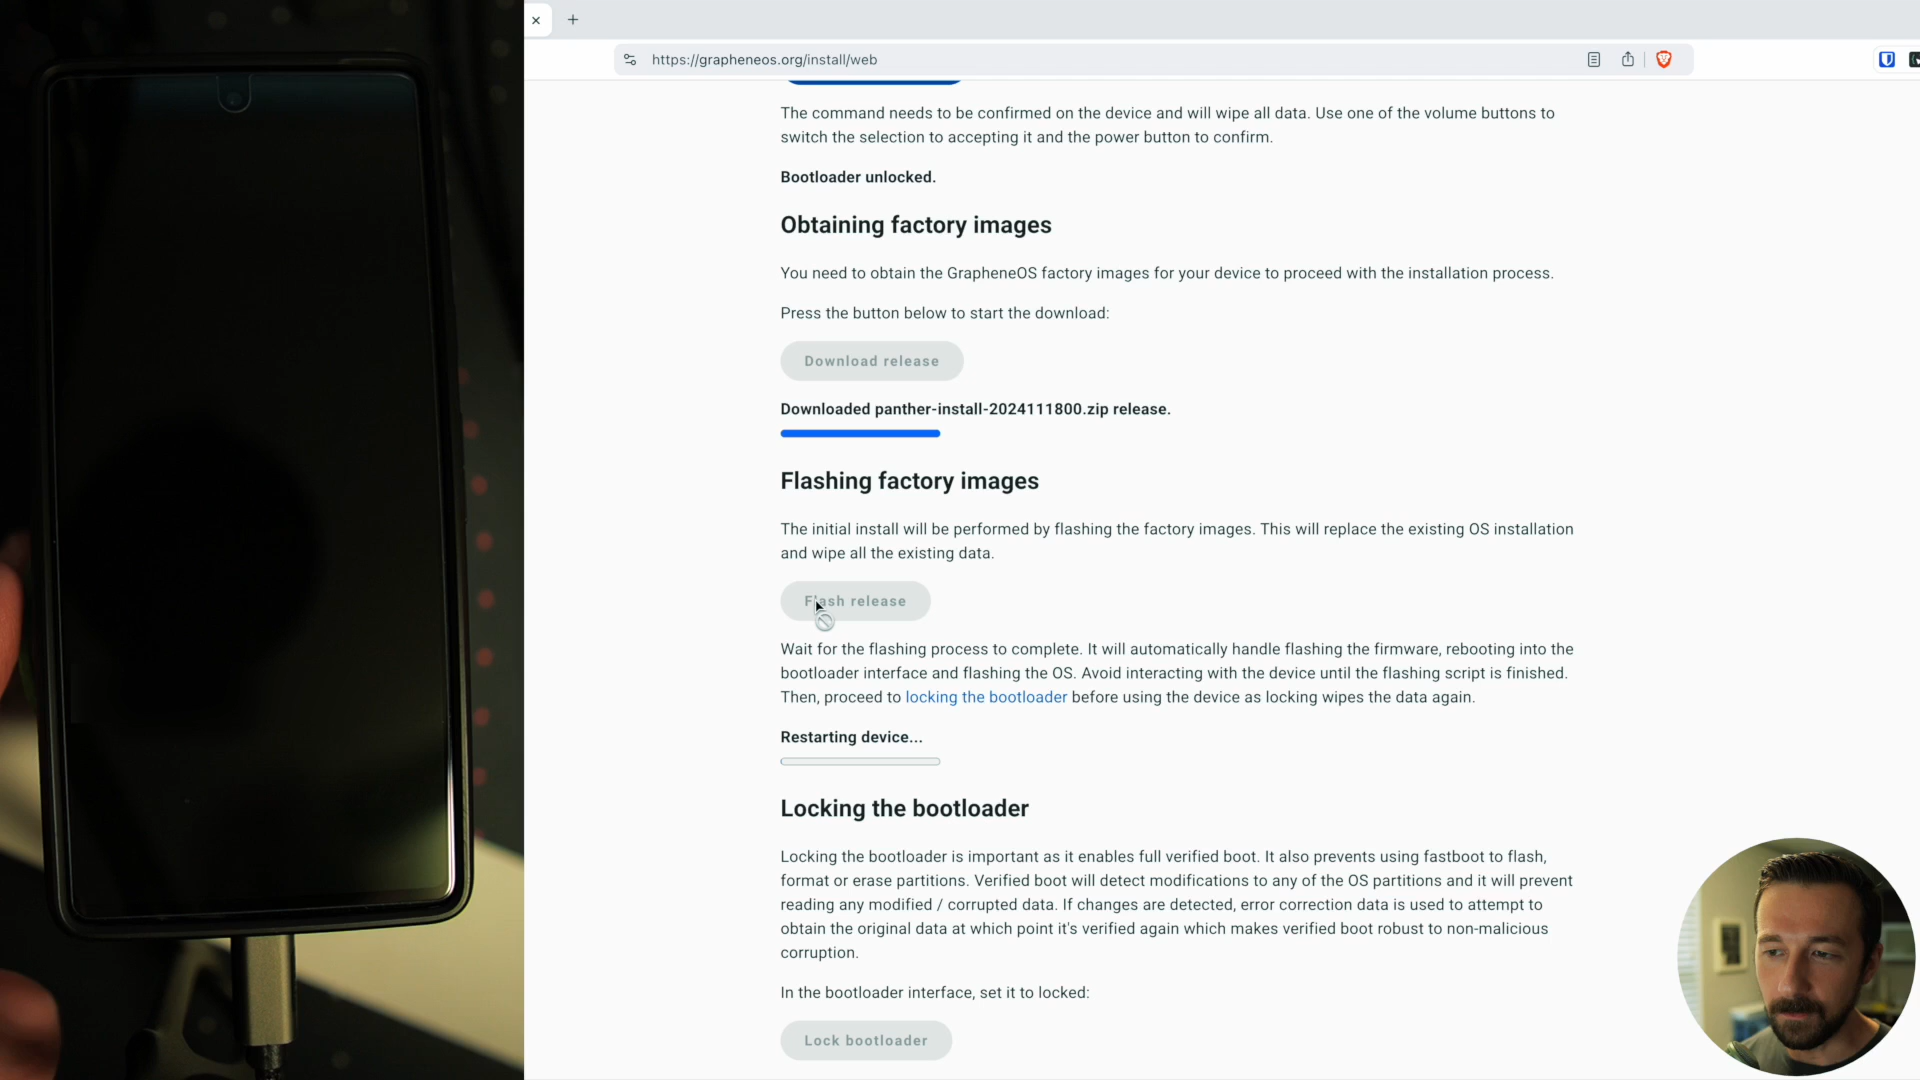 https://grapheneos.org/install/web
The command needs to be confirmed on the device and will wipe all data. Use one of the volume buttons to
switch the selection to accepting it and the power button to confirm.
Bootloader unlocked.
Obtaining factory images
You need to obtain the GrapheneOS factory images for your device to proceed with the installation process.
Press the button below to start the download:
Download release
Downloaded panther-install-2024111800.zip release.
Flashing factory images
The initial install will be performed by flashing the factory images. This will replace the existing OS installation
and wipe all the existing data.
Flash release
Wait for the flashing process to complete. It will automatically handle flashing the firmware, rebooting into the
bootloader interface and flashing the OS. Avoid interacting with the device until the flashing script is finished.
Then, proceed to locking the bootloader before using the device as locking wipes the data again.
Restarting device...
Locking the bootloader
Locking the bootloader is important as it enables full verified boot. It also prevents using fastboot to flash,
format or erase partitions. Verified boot will detect modifications to any of the OS partitions and it will prevent
reading any modified / corrupted data. If changes are detected, error correction data is used to attempt to
obtain the original data at which point it's verified again which makes verified boot robust to non-malicious
corruption.
In the bootloader interface, set it to locked:
Lock bootloader